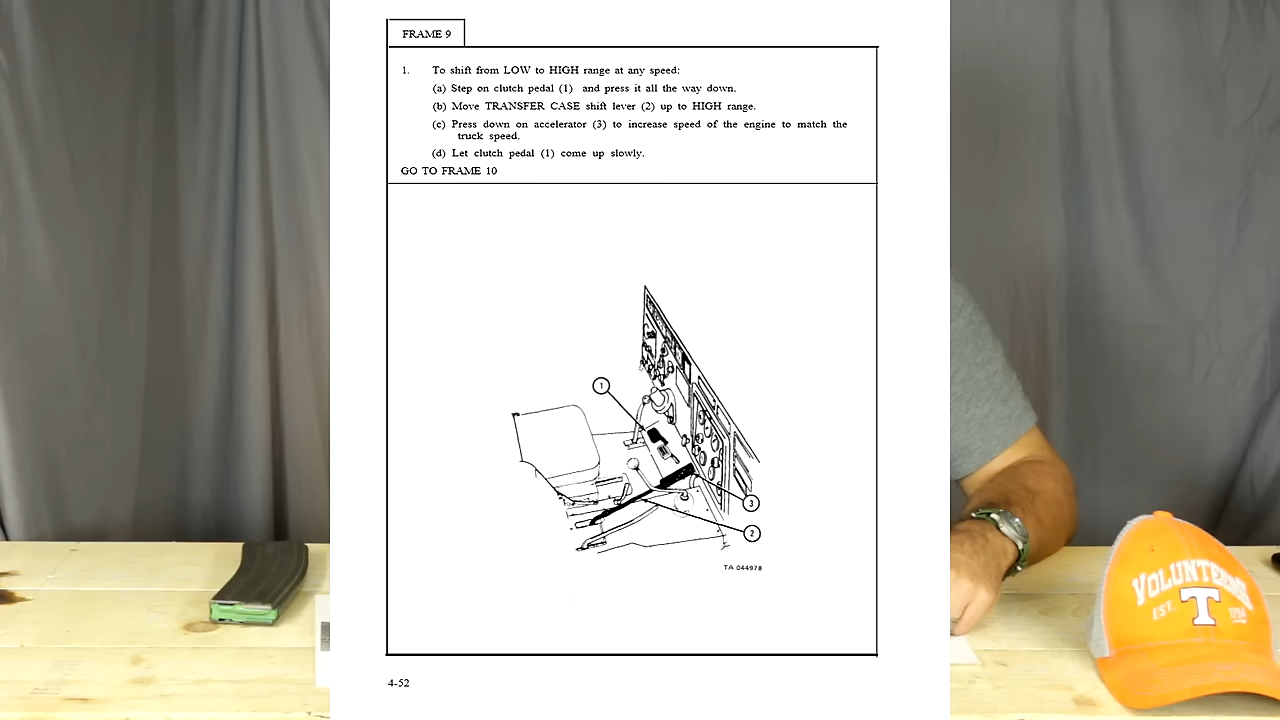 FRAME 9
1. To shift from LOW to HIGH range at any speed:
(a) Step on clutch pedal (1) and press it all the way down.
(b) Move TRANSFER CASE shift lever (2) up to HIGH range.
(c) Press down on accelerator (3) to increase speed of the engine to match the
truck speed.
(d) Let clutch pedal (1) come up slowly.
GO TO FRAME 10
1
3
2
TA 044978
4-52
VOLUNTEERS
EST. T 1794